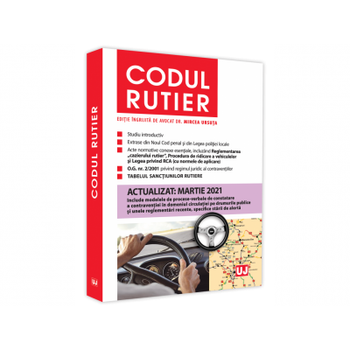 CODUL
RUTIER
EDIȚIE ÎNGRIJITĂ DE AVOCAT DR. MIRCEA URSUȚA
Studiu introductiv
Extrase din Noul Cod penal și din Legea poliției locale
Acte normative conexe esențiale, incluzând Reglementarea
„cazierului rutier”, Procedura de ridicare a vehiculelor
și Legea privind RCA (cu normele de aplicare)
O.G. nr. 2/2001 privind regimul juridic al contravențiilor
TABELUL SANCȚIUNILOR RUTIERE
ACTUALIZAT: MARTIE 2021
Include modelele de procese-verbale de constatare
a contravenției în domeniul circulației pe drumurile publice
și unele reglementări recente, specifice stării de alertă
UJ
CODUL RUTIER
UJ